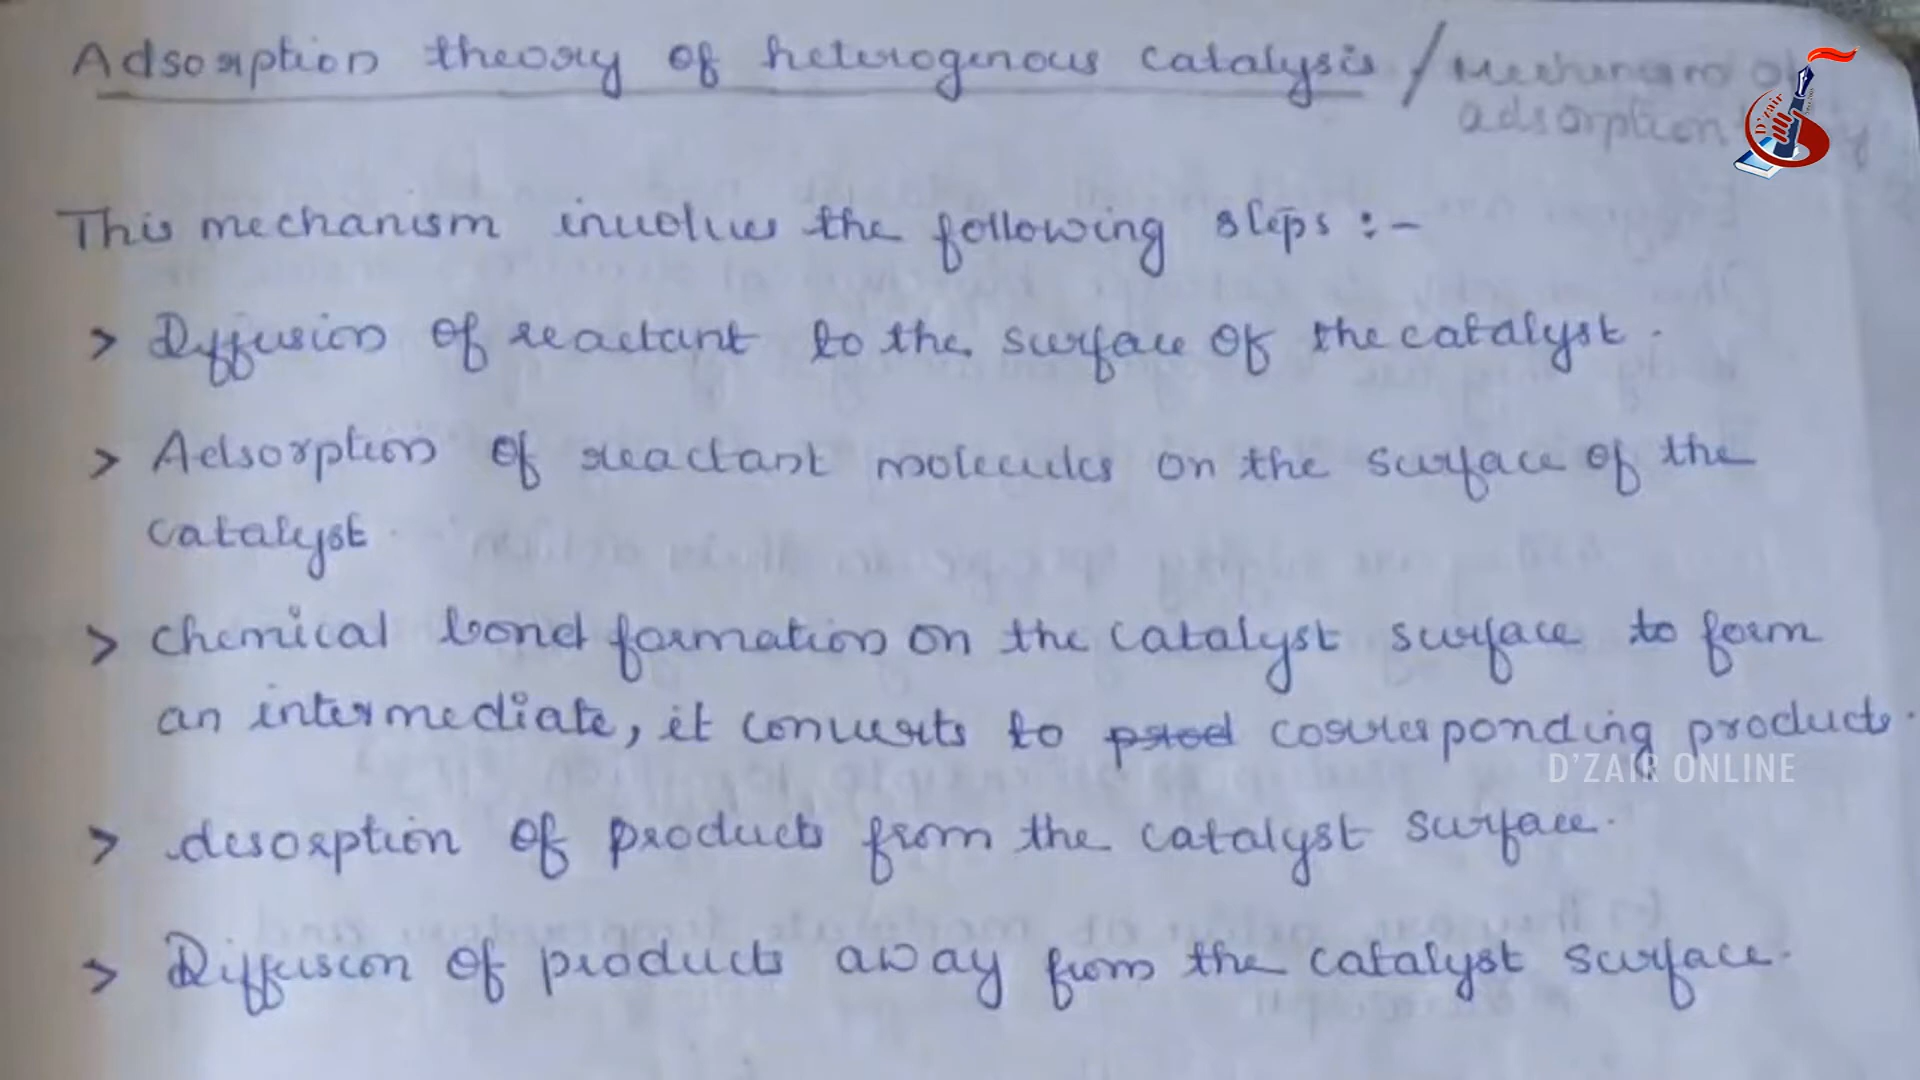 Adsorption theory of heterogenous catalysis / Mechanism of
adsorption
D'zair
This mechanism involves the following steps :-
> Diffusion of reactant to the surface of the catalyst.
> Adsorption of reactant molecules on the surface of the
catalyst.
> chemical bond formation on the catalyst surface to form
an intermediate, it converts to prod corresponding products.
D'ZAIR ONLINE
> desorption of products from the catalyst surface.
> Diffusion of products away from the catalyst surface.